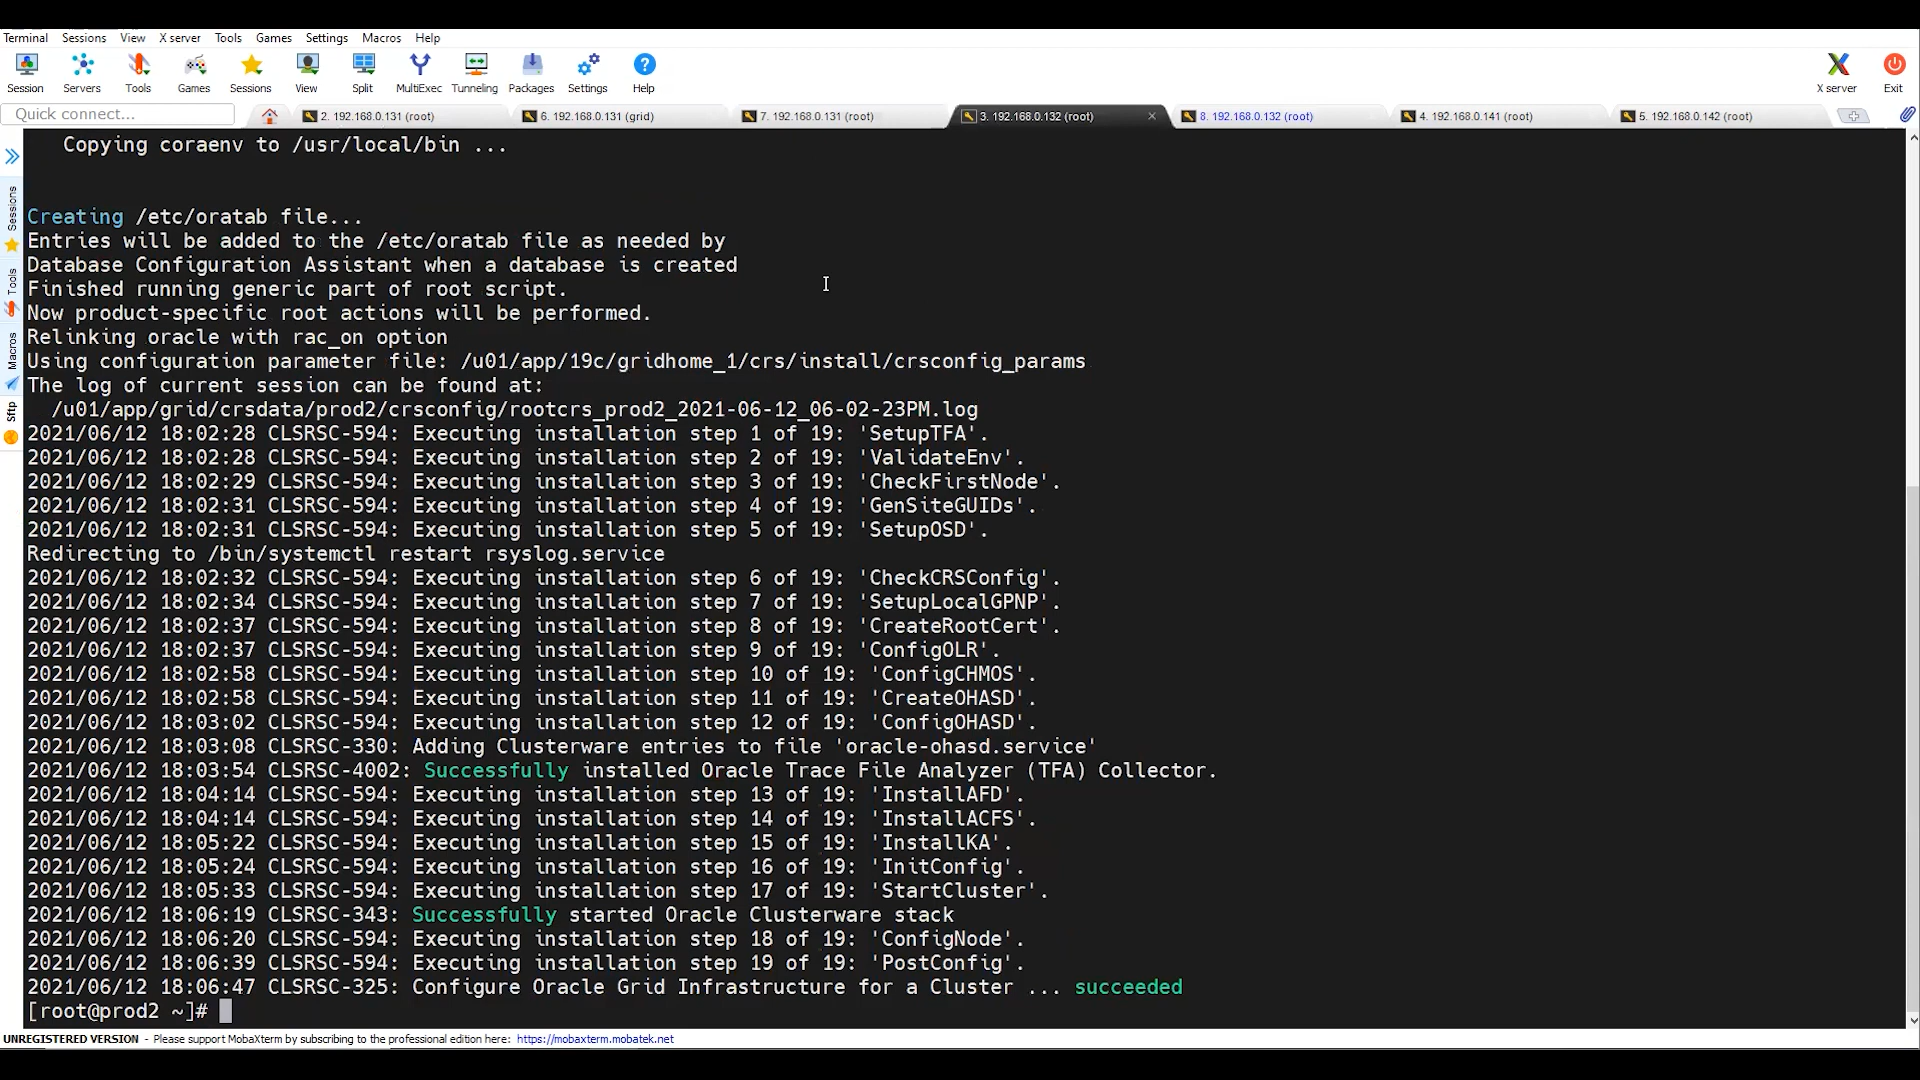 Terminal Sessions View X server Tools Games Settings Macros Help
Session Servers Tools Games Sessions View Split MultiExec Tunneling Packages Settings Help X server Exit
Quick connect... 2. 192.168.0.131 (root) 6. 192.168.0.131 (grid) 7. 192.168.0.131 (root) 3. 192.168.0.132 (root) 8. 192.168.0.132 (root) 4. 192.168.0.141 (root) 5. 192.168.0.142 (root)
Sessions
Tools
Macros
Sftp
Copying coraenv to /usr/local/bin ...
Creating /etc/oratab file...
Entries will be added to the /etc/oratab file as needed by
Database Configuration Assistant when a database is created
Finished running generic part of root script.
Now product-specific root actions will be performed.
Relinking oracle with rac_on option
Using configuration parameter file: /u01/app/19c/gridhome_1/crs/install/crsconfig_params
The log of current session can be found at:
/u01/app/grid/crsdata/prod2/crsconfig/rootcrs_prod2_2021-06-12_06-02-23PM.log
2021/06/12 18:02:28 CLSRSC-594: Executing installation step 1 of 19: 'SetupTFA'.
2021/06/12 18:02:28 CLSRSC-594: Executing installation step 2 of 19: 'ValidateEnv'.
2021/06/12 18:02:29 CLSRSC-594: Executing installation step 3 of 19: 'CheckFirstNode'.
2021/06/12 18:02:31 CLSRSC-594: Executing installation step 4 of 19: 'GenSiteGUIDs'.
2021/06/12 18:02:31 CLSRSC-594: Executing installation step 5 of 19: 'SetupOSD'.
Redirecting to /bin/systemctl restart rsyslog.service
2021/06/12 18:02:32 CLSRSC-594: Executing installation step 6 of 19: 'CheckCRSConfig'.
2021/06/12 18:02:34 CLSRSC-594: Executing installation step 7 of 19: 'SetupLocalGPNP'.
2021/06/12 18:02:37 CLSRSC-594: Executing installation step 8 of 19: 'CreateRootCert'.
2021/06/12 18:02:37 CLSRSC-594: Executing installation step 9 of 19: 'ConfigOLR'.
2021/06/12 18:02:58 CLSRSC-594: Executing installation step 10 of 19: 'ConfigCHMOS'.
2021/06/12 18:02:58 CLSRSC-594: Executing installation step 11 of 19: 'CreateOHASD'.
2021/06/12 18:03:02 CLSRSC-594: Executing installation step 12 of 19: 'ConfigOHASD'.
2021/06/12 18:03:08 CLSRSC-330: Adding Clusterware entries to file 'oracle-ohasd.service'
2021/06/12 18:03:54 CLSRSC-4002: Successfully installed Oracle Trace File Analyzer (TFA) Collector.
2021/06/12 18:04:14 CLSRSC-594: Executing installation step 13 of 19: 'InstallAFD'.
2021/06/12 18:04:14 CLSRSC-594: Executing installation step 14 of 19: 'InstallACFS'.
2021/06/12 18:05:22 CLSRSC-594: Executing installation step 15 of 19: 'InstallKA'.
2021/06/12 18:05:24 CLSRSC-594: Executing installation step 16 of 19: 'InitConfig'.
2021/06/12 18:05:33 CLSRSC-594: Executing installation step 17 of 19: 'StartCluster'.
2021/06/12 18:06:19 CLSRSC-343: Successfully started Oracle Clusterware stack
2021/06/12 18:06:20 CLSRSC-594: Executing installation step 18 of 19: 'ConfigNode'.
2021/06/12 18:06:39 CLSRSC-594: Executing installation step 19 of 19: 'PostConfig'.
2021/06/12 18:06:47 CLSRSC-325: Configure Oracle Grid Infrastructure for a Cluster ... succeeded
[root@prod2 ~]#
UNREGISTERED VERSION - Please support MobaXterm by subscribing to the professional edition here: https://mobaxterm.mobatek.net